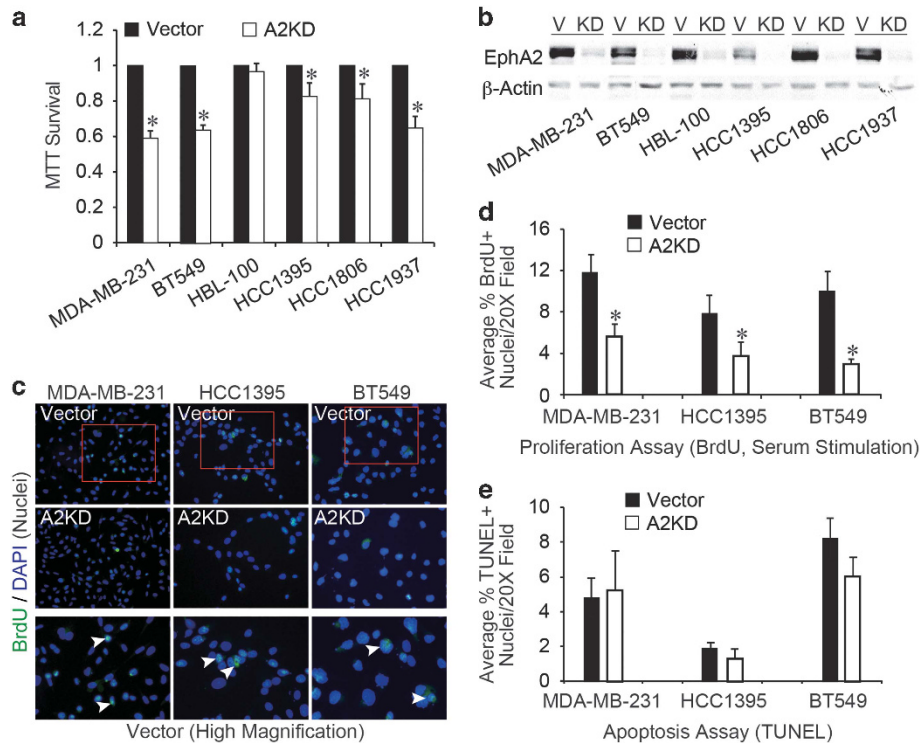 a
Vector A2KD
MTT Survival
1.2
1
0.8
0.6
0.4
0.2
0
*
*
*
*
*
MDA-MB-231
BT549
HBL-100
HCC1395
HCC1806
HCC1937
b
V KD V KD V KD V KD V KD V KD
EphA2
β-Actin
MDA-MB-231
BT549
HBL-100
HCC1395
HCC1806
HCC1937
c
MDA-MB-231 HCC1395 BT549
BrdU / DAPI (Nuclei)
Vector Vector Vector
A2KD A2KD A2KD
Vector (High Magnification)
d
Vector
A2KD
Average % BrdU+
Nuclei/20X Field
16
12
8
4
0
*
*
*
MDA-MB-231 HCC1395 BT549
Proliferation Assay (BrdU, Serum Stimulation)
e
Vector
A2KD
Average % TUNEL+
Nuclei/20X Field
10
8
6
4
2
0
MDA-MB-231 HCC1395 BT549
Apoptosis Assay (TUNEL)